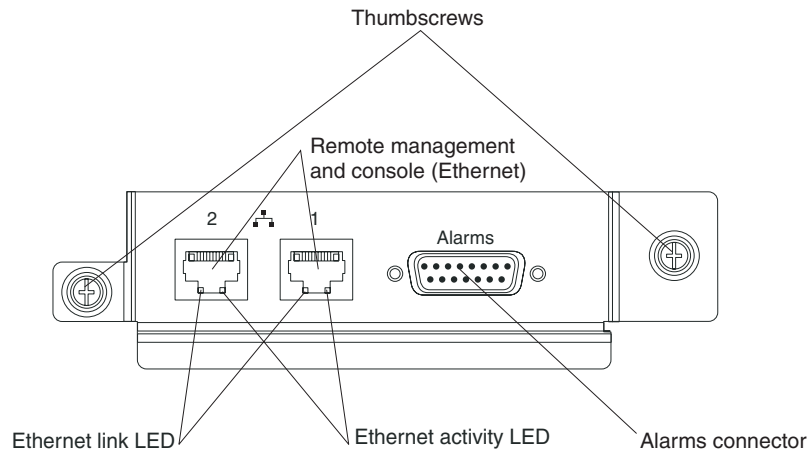 Thumbscrews
Remote management
and console (Ethernet)
2
1
Alarms
Ethernet link LED
Ethernet activity LED
Alarms connector